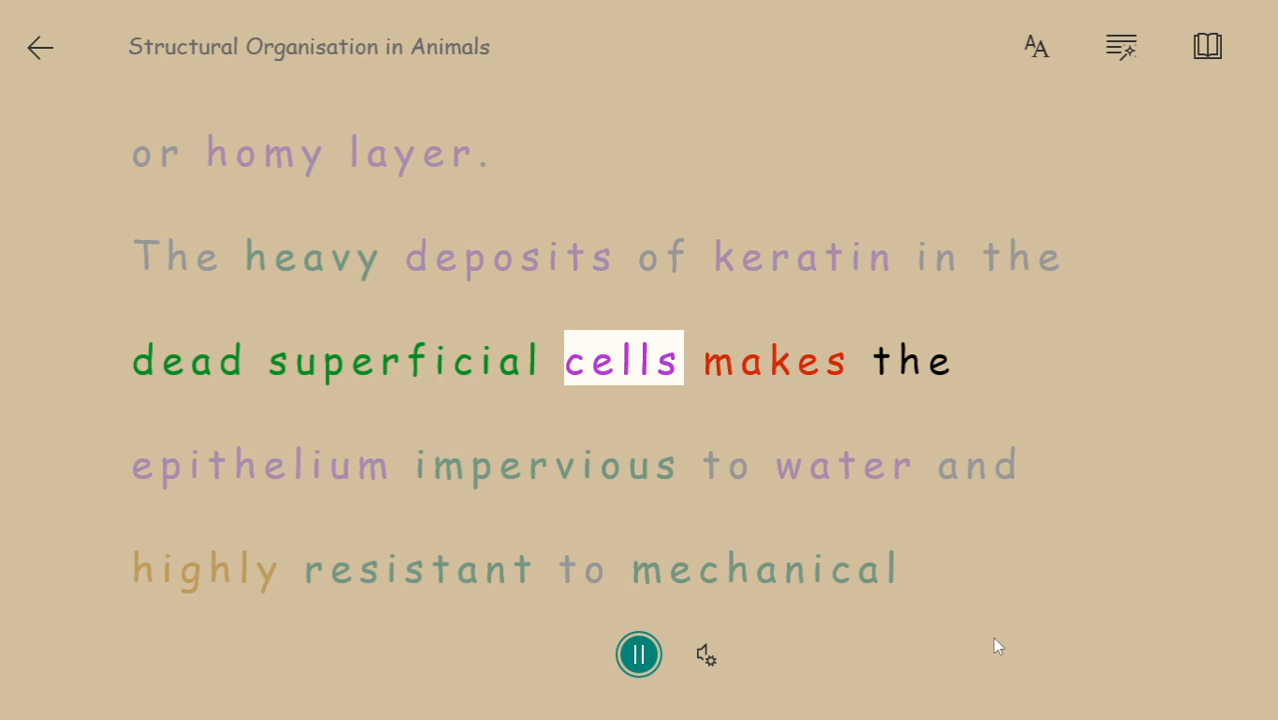 Structural Organisation in Animals
or homy layer.
The heavy deposits of keratin in the
dead superficial cells makes the
epithelium impervious to water and
highly resistant to mechanical